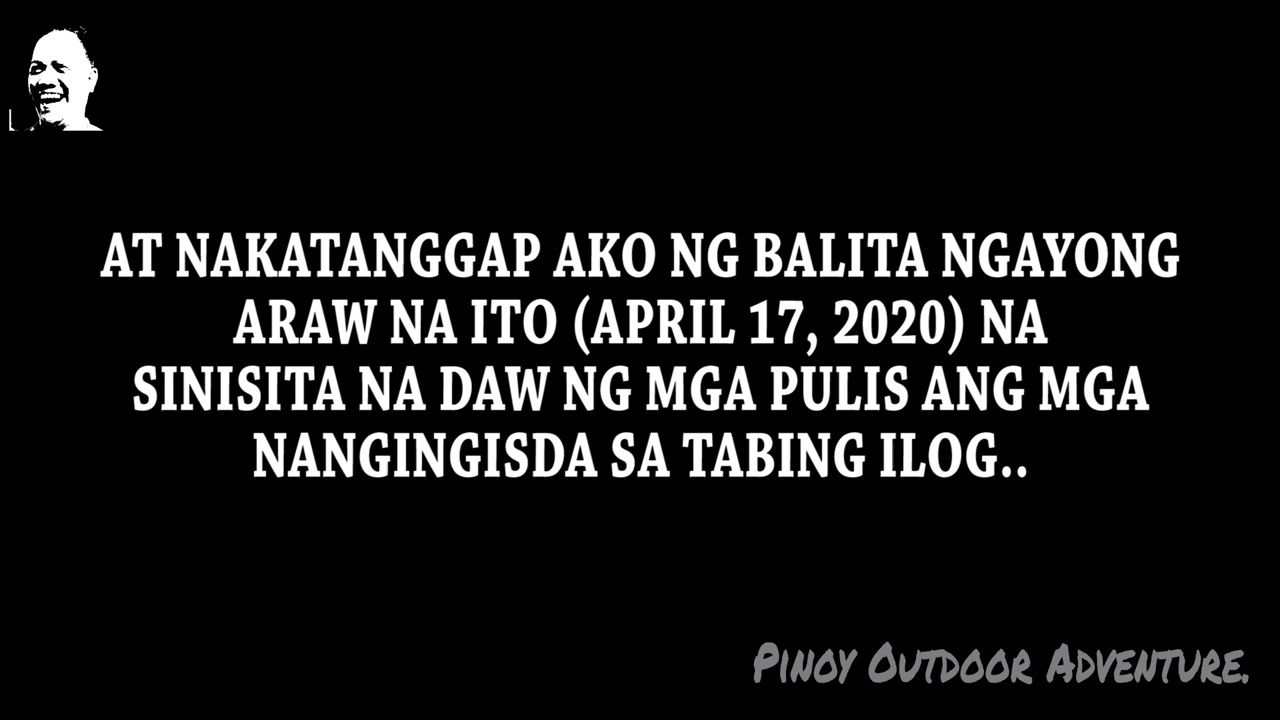 AT NAKATANGGAP AKO NG BALITA NGAYONG
ARAW NA ITO (APRIL 17, 2020) NA
SINISITA NA DAW NG MGA PULIS ANG MGA
NANGINGISDA SA TABING ILOG..
PINOY OUTDOOR ADVENTURE.